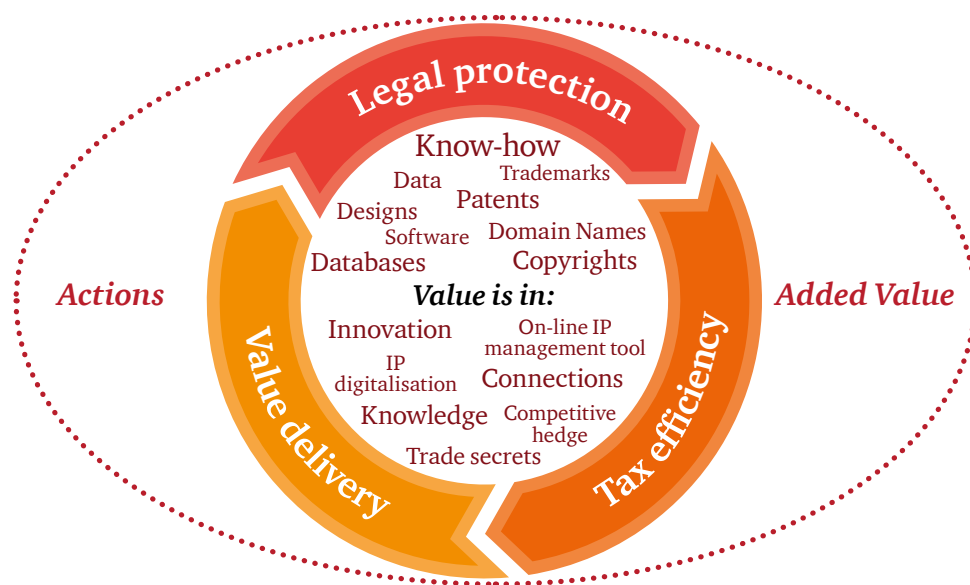 Legal protection
Know-how
Trademarks
Data
Patents
Designs
Software
Domain Names
Databases
Copyrights
Actions
Value is in:
Added Value
Innovation
On-line IP
management tool
IP
digitalisation
Connections
Knowledge
Competitive
hedge
Trade secrets
Value delivery
Tax efficiency